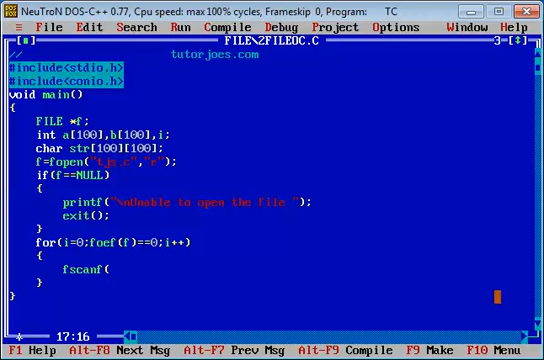 NeuTroN DOS-C++ 0.77, Cpu speed: max 100% cycles, Frameskip 0, Program: TC
≡ File Edit Search Run Compile Debug Project Options Window Help
FILE\2FILEOC.C 3=[↕]
// tutorjoes.com
#include<stdio.h>
#include<conio.h>
void main()
{
FILE *f;
int a[100],b[100],i;
char str[100][100];
f=fopen("tjs.c","r");
if(f==NULL)
{
printf("\nUnable to open the file ");
exit();
}
for(i=0;foef(f)==0;i++)
{
fscanf(
}
}
* 17:16
F1 Help Alt-F8 Next Msg Alt-F7 Prev Msg Alt-F9 Compile F9 Make F10 Menu